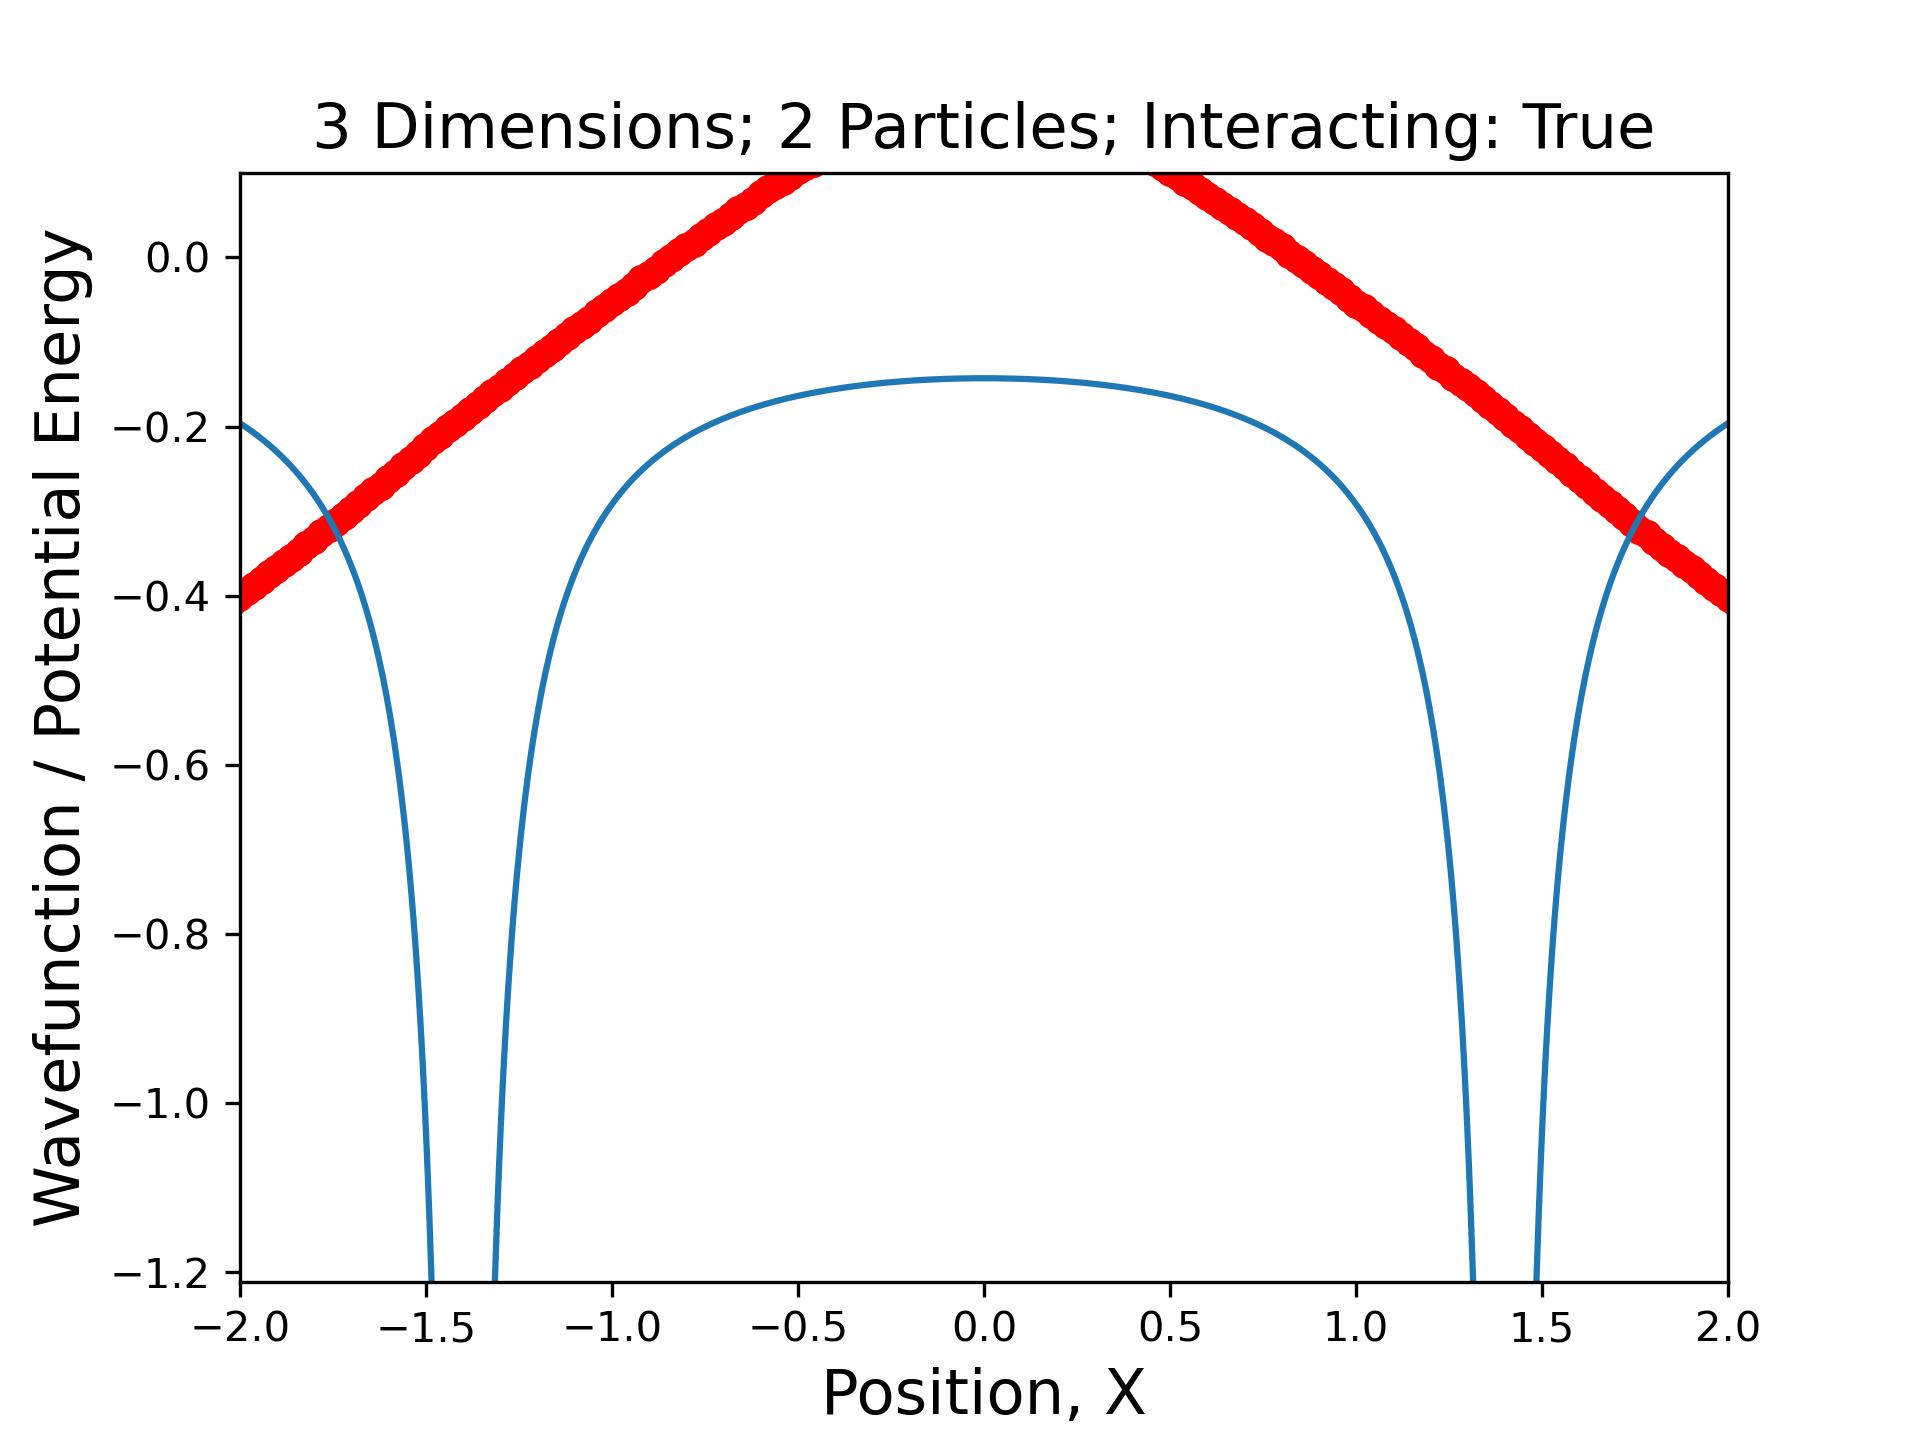 3 Dimensions; 2 Particles; Interacting: True
Wavefunction / Potential Energy
0.0
−0.2
−0.4
−0.6
−0.8
−1.0
−1.2
−2.0 −1.5 −1.0 −0.5 0.0 0.5 1.0 1.5 2.0
Position, X